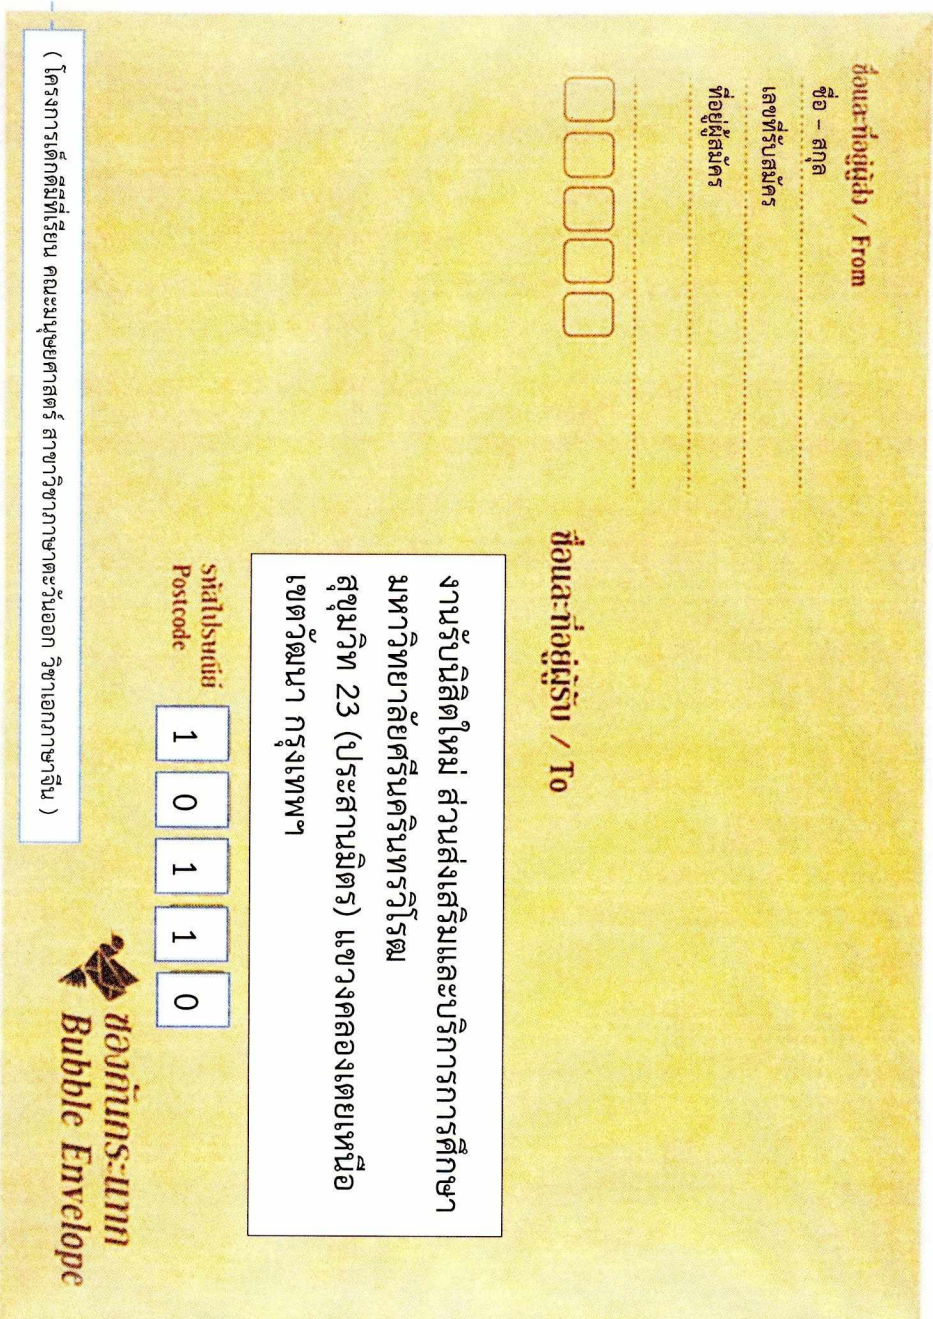 ชื่อและที่อยู่ผู้ส่ง / From
ชื่อ – สกุล
เลขที่รับสมัคร
ที่อยู่ผู้สมัคร
ชื่อและที่อยู่ผู้รับ / To
งานรับนิสิตใหม่ ส่วนส่งเสริมและบริการการศึกษา
มหาวิทยาลัยศรีนครินทรวิโรฒ
สุขุมวิท 23 (ประสานมิตร) แขวงคลองเตยเหนือ
เขตวัฒนา กรุงเทพฯ
รหัสไปรษณีย์
Postcode
1 0 1 1 0
ซองกันกระแทก
Bubble Envelope
( โครงการเด็กดีมีที่เรียน คณะมนุษยศาสตร์ สาขาวิชาภาษาตะวันออก วิชาเอกภาษาจีน )